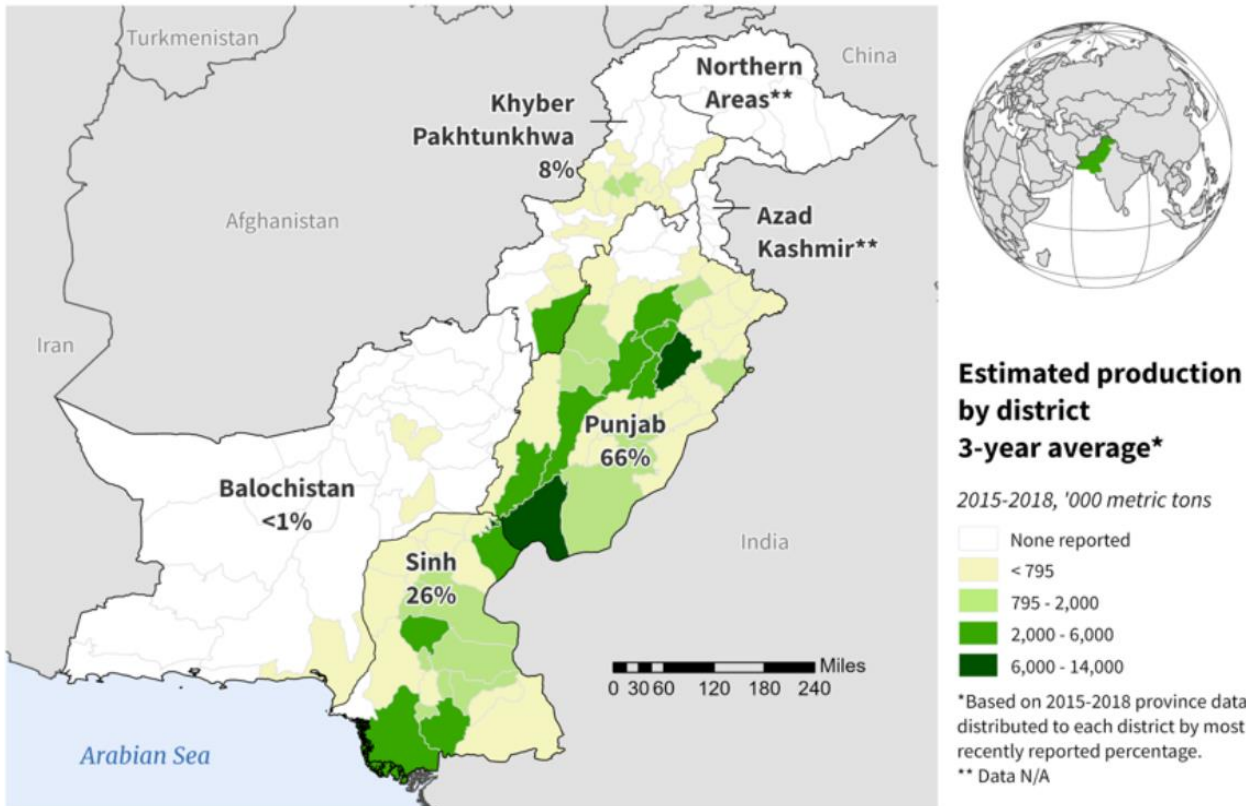 Turkmenistan
China
Northern
Areas**
Khyber
Pakhtunkhwa
8%
Afghanistan
Azad
Kashmir**
Iran
Punjab
66%
Balochistan
<1%
India
Sinh
26%
Miles
0 30 60 120 180 240
Arabian Sea
Estimated production
by district
3-year average*
2015-2018, '000 metric tons
None reported
< 795
795 - 2,000
2,000 - 6,000
6,000 - 14,000
*Based on 2015-2018 province data
distributed to each district by most
recently reported percentage.
** Data N/A